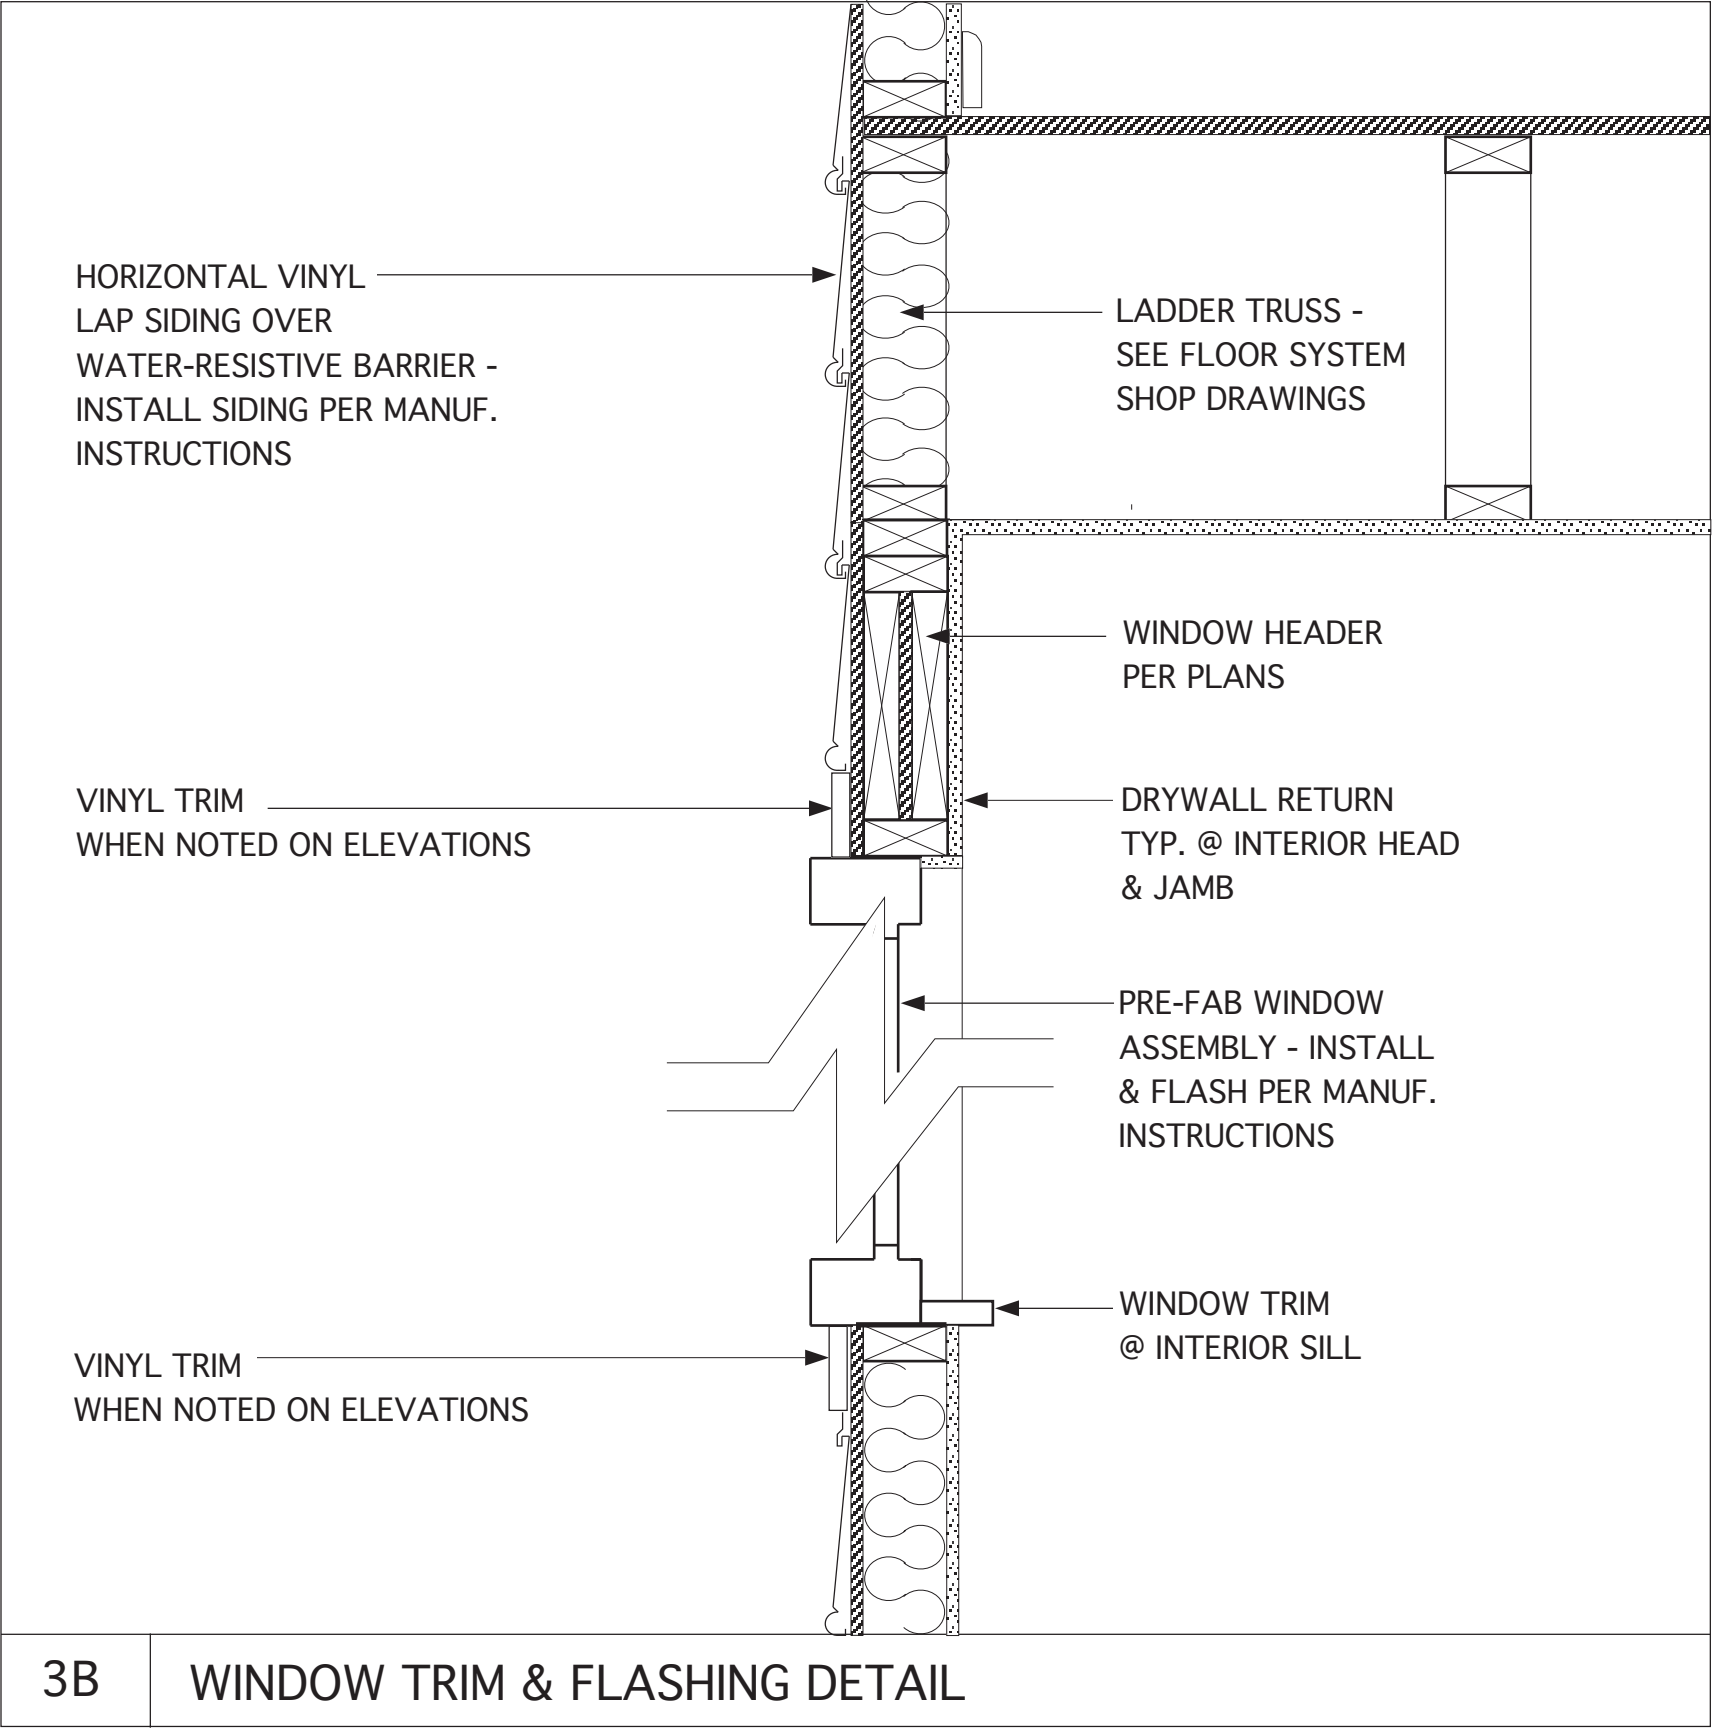 HORIZONTAL VINYL
LAP SIDING OVER
WATER-RESISTIVE BARRIER -
INSTALL SIDING PER MANUF.
INSTRUCTIONS
LADDER TRUSS -
SEE FLOOR SYSTEM
SHOP DRAWINGS
WINDOW HEADER
PER PLANS
VINYL TRIM
WHEN NOTED ON ELEVATIONS
DRYWALL RETURN
TYP. @ INTERIOR HEAD
& JAMB
PRE-FAB WINDOW
ASSEMBLY - INSTALL
& FLASH PER MANUF.
INSTRUCTIONS
WINDOW TRIM
@ INTERIOR SILL
VINYL TRIM
WHEN NOTED ON ELEVATIONS
3B
WINDOW TRIM & FLASHING DETAIL